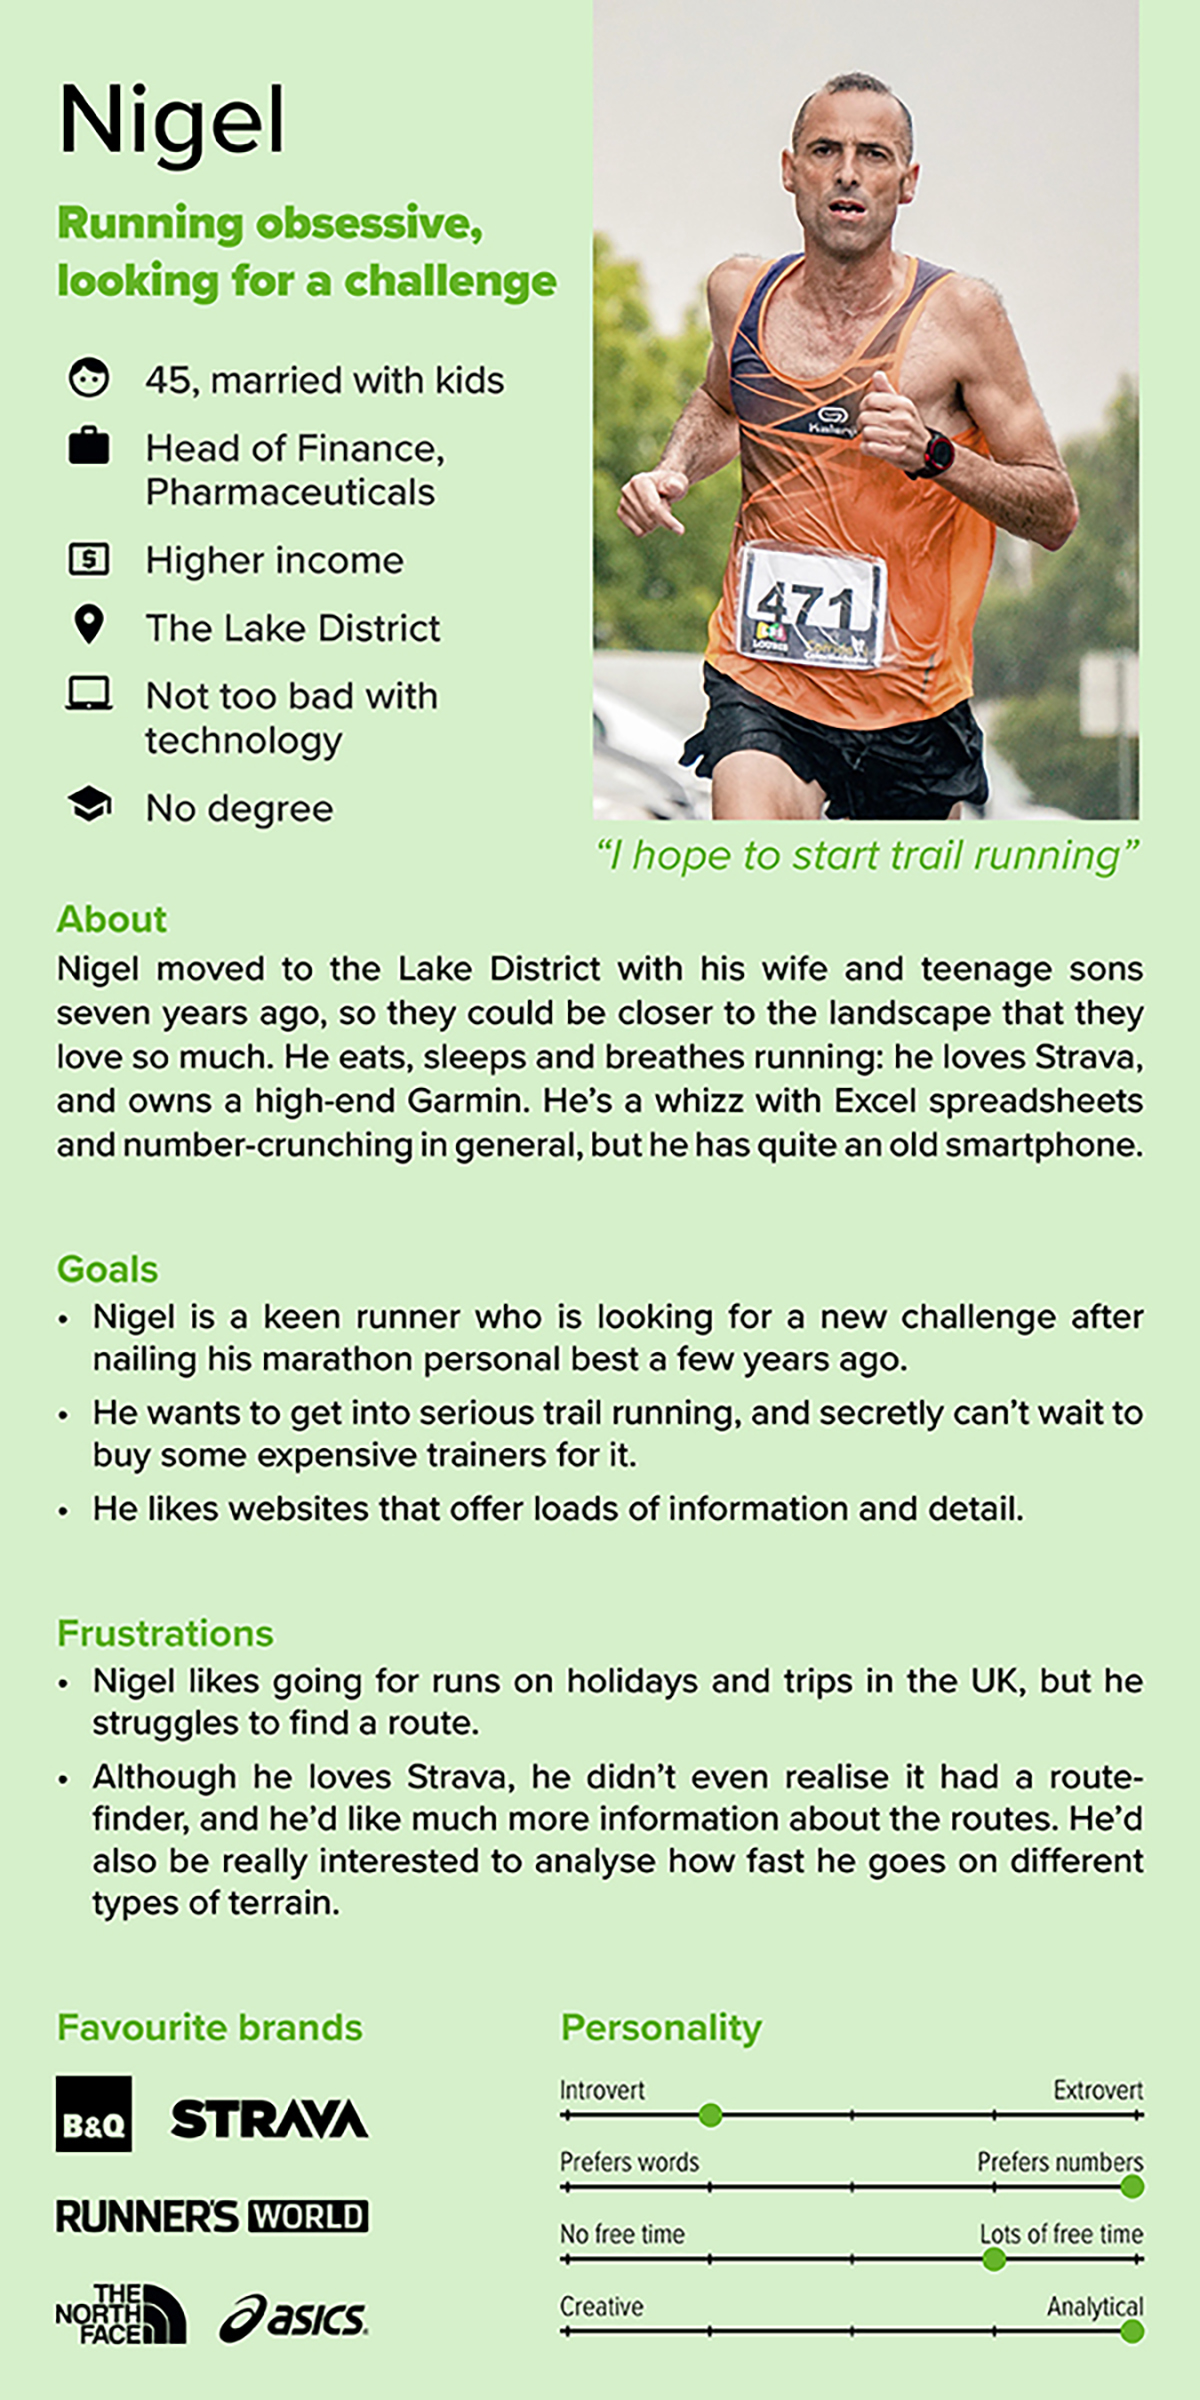 Nigel
Running obsessive,
looking for a challenge
45, married with kids
Head of Finance,
Pharmaceuticals
$
Higher income
The Lake District
Not too bad with
technology
No degree
471
“I hope to start trail running”
About
Nigel moved to the Lake District with his wife and teenage sons
seven years ago, so they could be closer to the landscape that they
love so much. He eats, sleeps and breathes running: he loves Strava,
and owns a high-end Garmin. He’s a whizz with Excel spreadsheets
and number-crunching in general, but he has quite an old smartphone.
Goals
• Nigel is a keen runner who is looking for a new challenge after
nailing his marathon personal best a few years ago.
• He wants to get into serious trail running, and secretly can’t wait to
buy some expensive trainers for it.
• He likes websites that offer loads of information and detail.
Frustrations
• Nigel likes going for runs on holidays and trips in the UK, but he
struggles to find a route.
• Although he loves Strava, he didn’t even realise it had a route-
finder, and he’d like much more information about the routes. He’d
also be really interested to analyse how fast he goes on different
types of terrain.
Favourite brands
B&Q
STRAVA
RUNNER'S WORLD
THE
NORTH
FACE
asics
Personality
Introvert Extrovert
Prefers words Prefers numbers
No free time Lots of free time
Creative Analytical